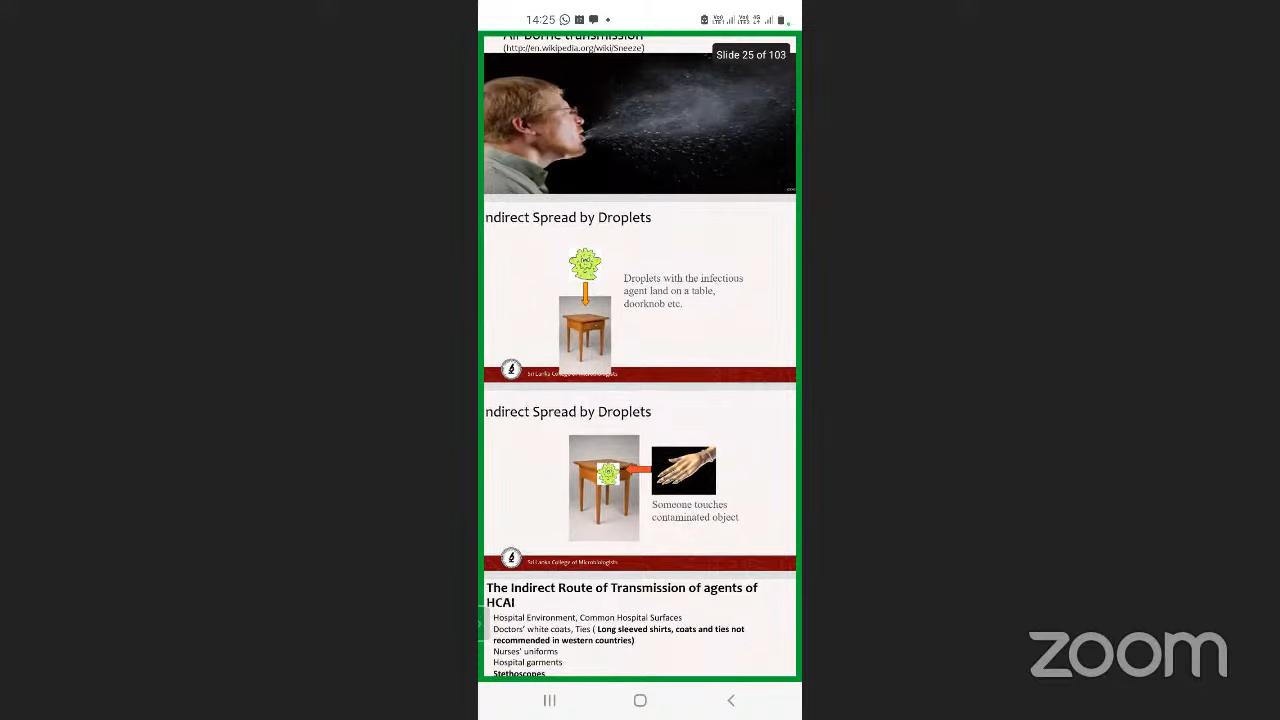 14:25
Air borne transmission
(http://en.wikipedia.org/wiki/Sneeze)
Slide 25 of 103
ndirect Spread by Droplets
Droplets with the infectious
agent land on a table,
doorknob etc.
Sri Lanka College of Microbiologists
ndirect Spread by Droplets
Someone touches
contaminated object
Sri Lanka College of Microbiologists
The Indirect Route of Transmission of agents of
HCAI
Hospital Environment, Common Hospital Surfaces
Doctors' white coats, Ties ( Long sleeved shirts, coats and ties not
recommended in western countries)
Nurses' uniforms
Hospital garments
Stethoscopes
zoom